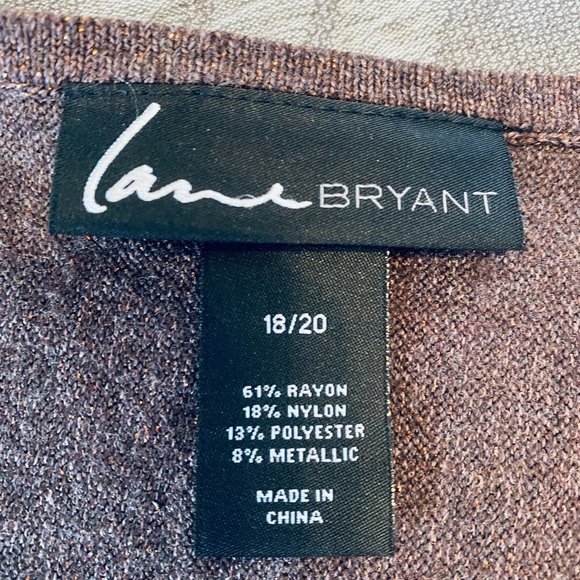 lane BRYANT
18/20
61% RAYON
18% NYLON
13% POLYESTER
8% METALLIC
MADE IN
CHINA